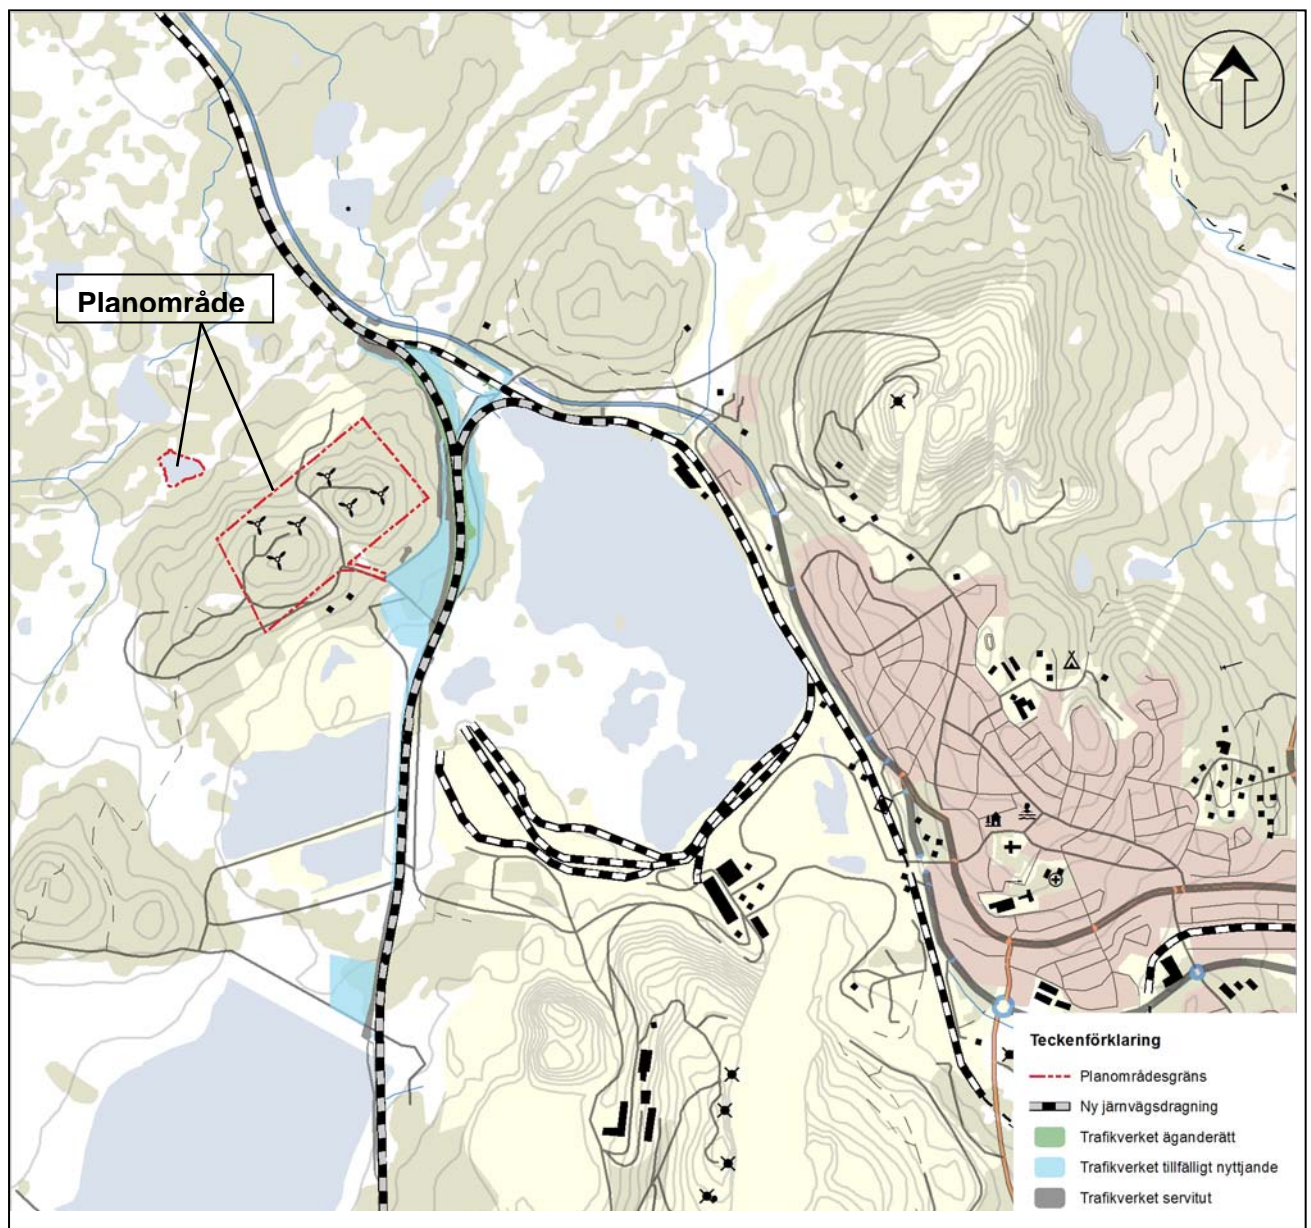 Planområde
Teckenförklaring
Planområdesgräns
Ny järnvägsdragning
Trafikverket äganderätt
Trafikverket tillfälligt nyttjande
Trafikverket servitut